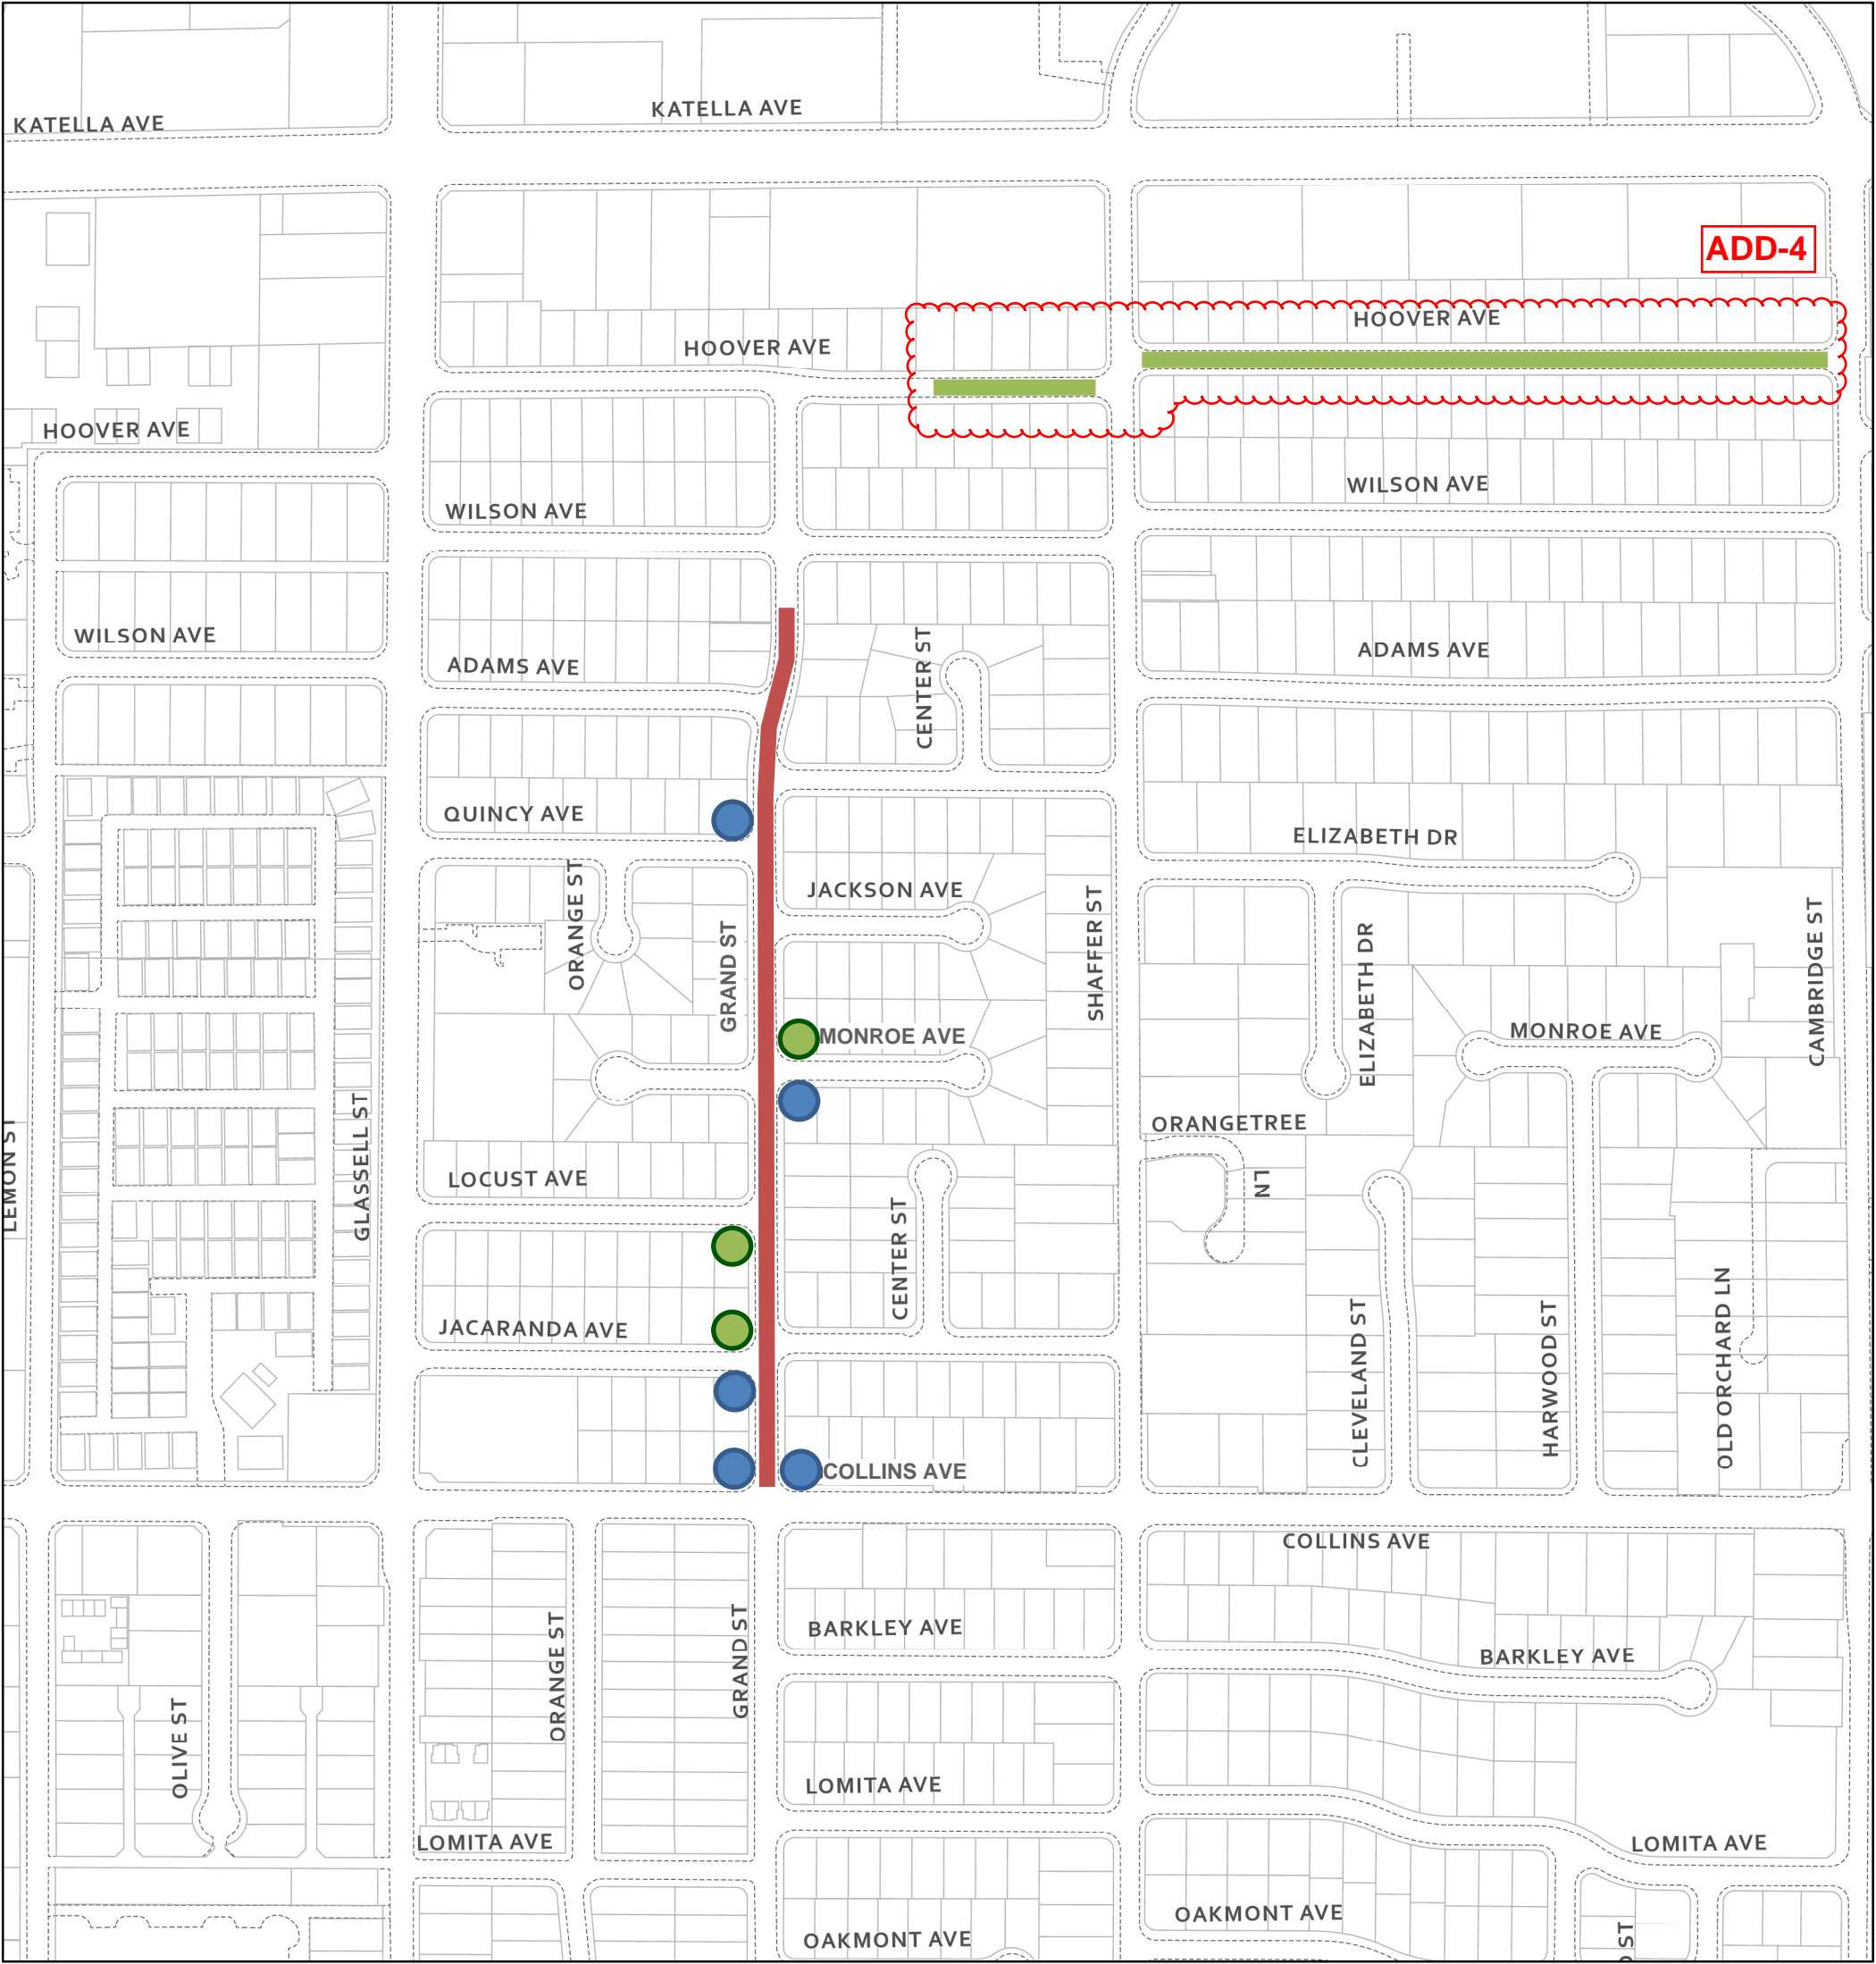 KATELLA AVE
KATELLA AVE
ADD-4
HOOVER AVE
HOOVER AVE
HOOVER AVE
WILSON AVE
WILSON AVE
WILSON AVE
ADAMS AVE
ADAMS AVE
CENTER ST
QUINCY AVE
ELIZABETH DR
JACKSON AVE
ORANGE ST
GRAND ST
SHAFFER ST
ELIZABETH DR
CAMBRIDGE ST
MONROE AVE
MONROE AVE
ORANGETREE
LN
LEMON ST
GLASSELL ST
LOCUST AVE
CENTER ST
JACARANDA AVE
CLEVELAND ST
HARWOOD ST
OLD ORCHARD LN
COLLINS AVE
COLLINS AVE
BARKLEY AVE
BARKLEY AVE
ORANGE ST
GRAND ST
OLIVE ST
LOMITA AVE
LOMITA AVE
LOMITA AVE
OAKMONT AVE
OAKMONT AVE
ST